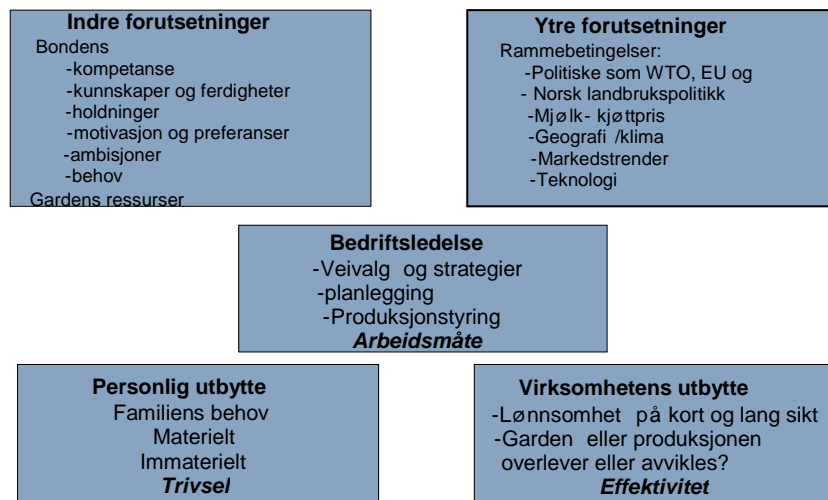 Indre forutsetninger
Bondens
-kompetanse
-kunnskaper og ferdigheter
-holdninger
-motivasjon og preferanser
-ambisjoner
-behov
Gardens ressurser
Ytre forutsetninger
Rammebetingelser:
-Politiske som WTO, EU og
- Norsk landbrukspolitikk
-Mjølk- kjøttpris
-Geografi /klima
-Markedstrender
-Teknologi
Bedriftsledelse
-Veivalg og strategier
-planlegging
-Produksjonstyring
Arbeidsmåte
Personlig utbytte
Familiens behov
Materielt
Immaterielt
Trivsel
Virksomhetens utbytte
-Lønnsomhet på kort og lang sikt
-Garden eller produksjonen
overlever eller avvikles?
Effektivitet